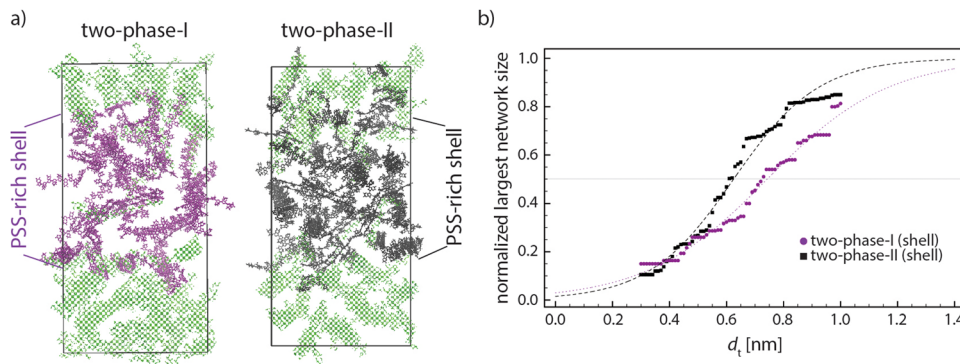 a)
two-phase-I
two-phase-II
PSS-rich shell
PSS-rich shell
b)
normalized largest network size
1.0
0.8
0.6
0.4
0.2
0.0
two-phase-I (shell)
two-phase-II (shell)
0.0 0.2 0.4 0.6 0.8 1.0 1.2 1.4
dt [nm]